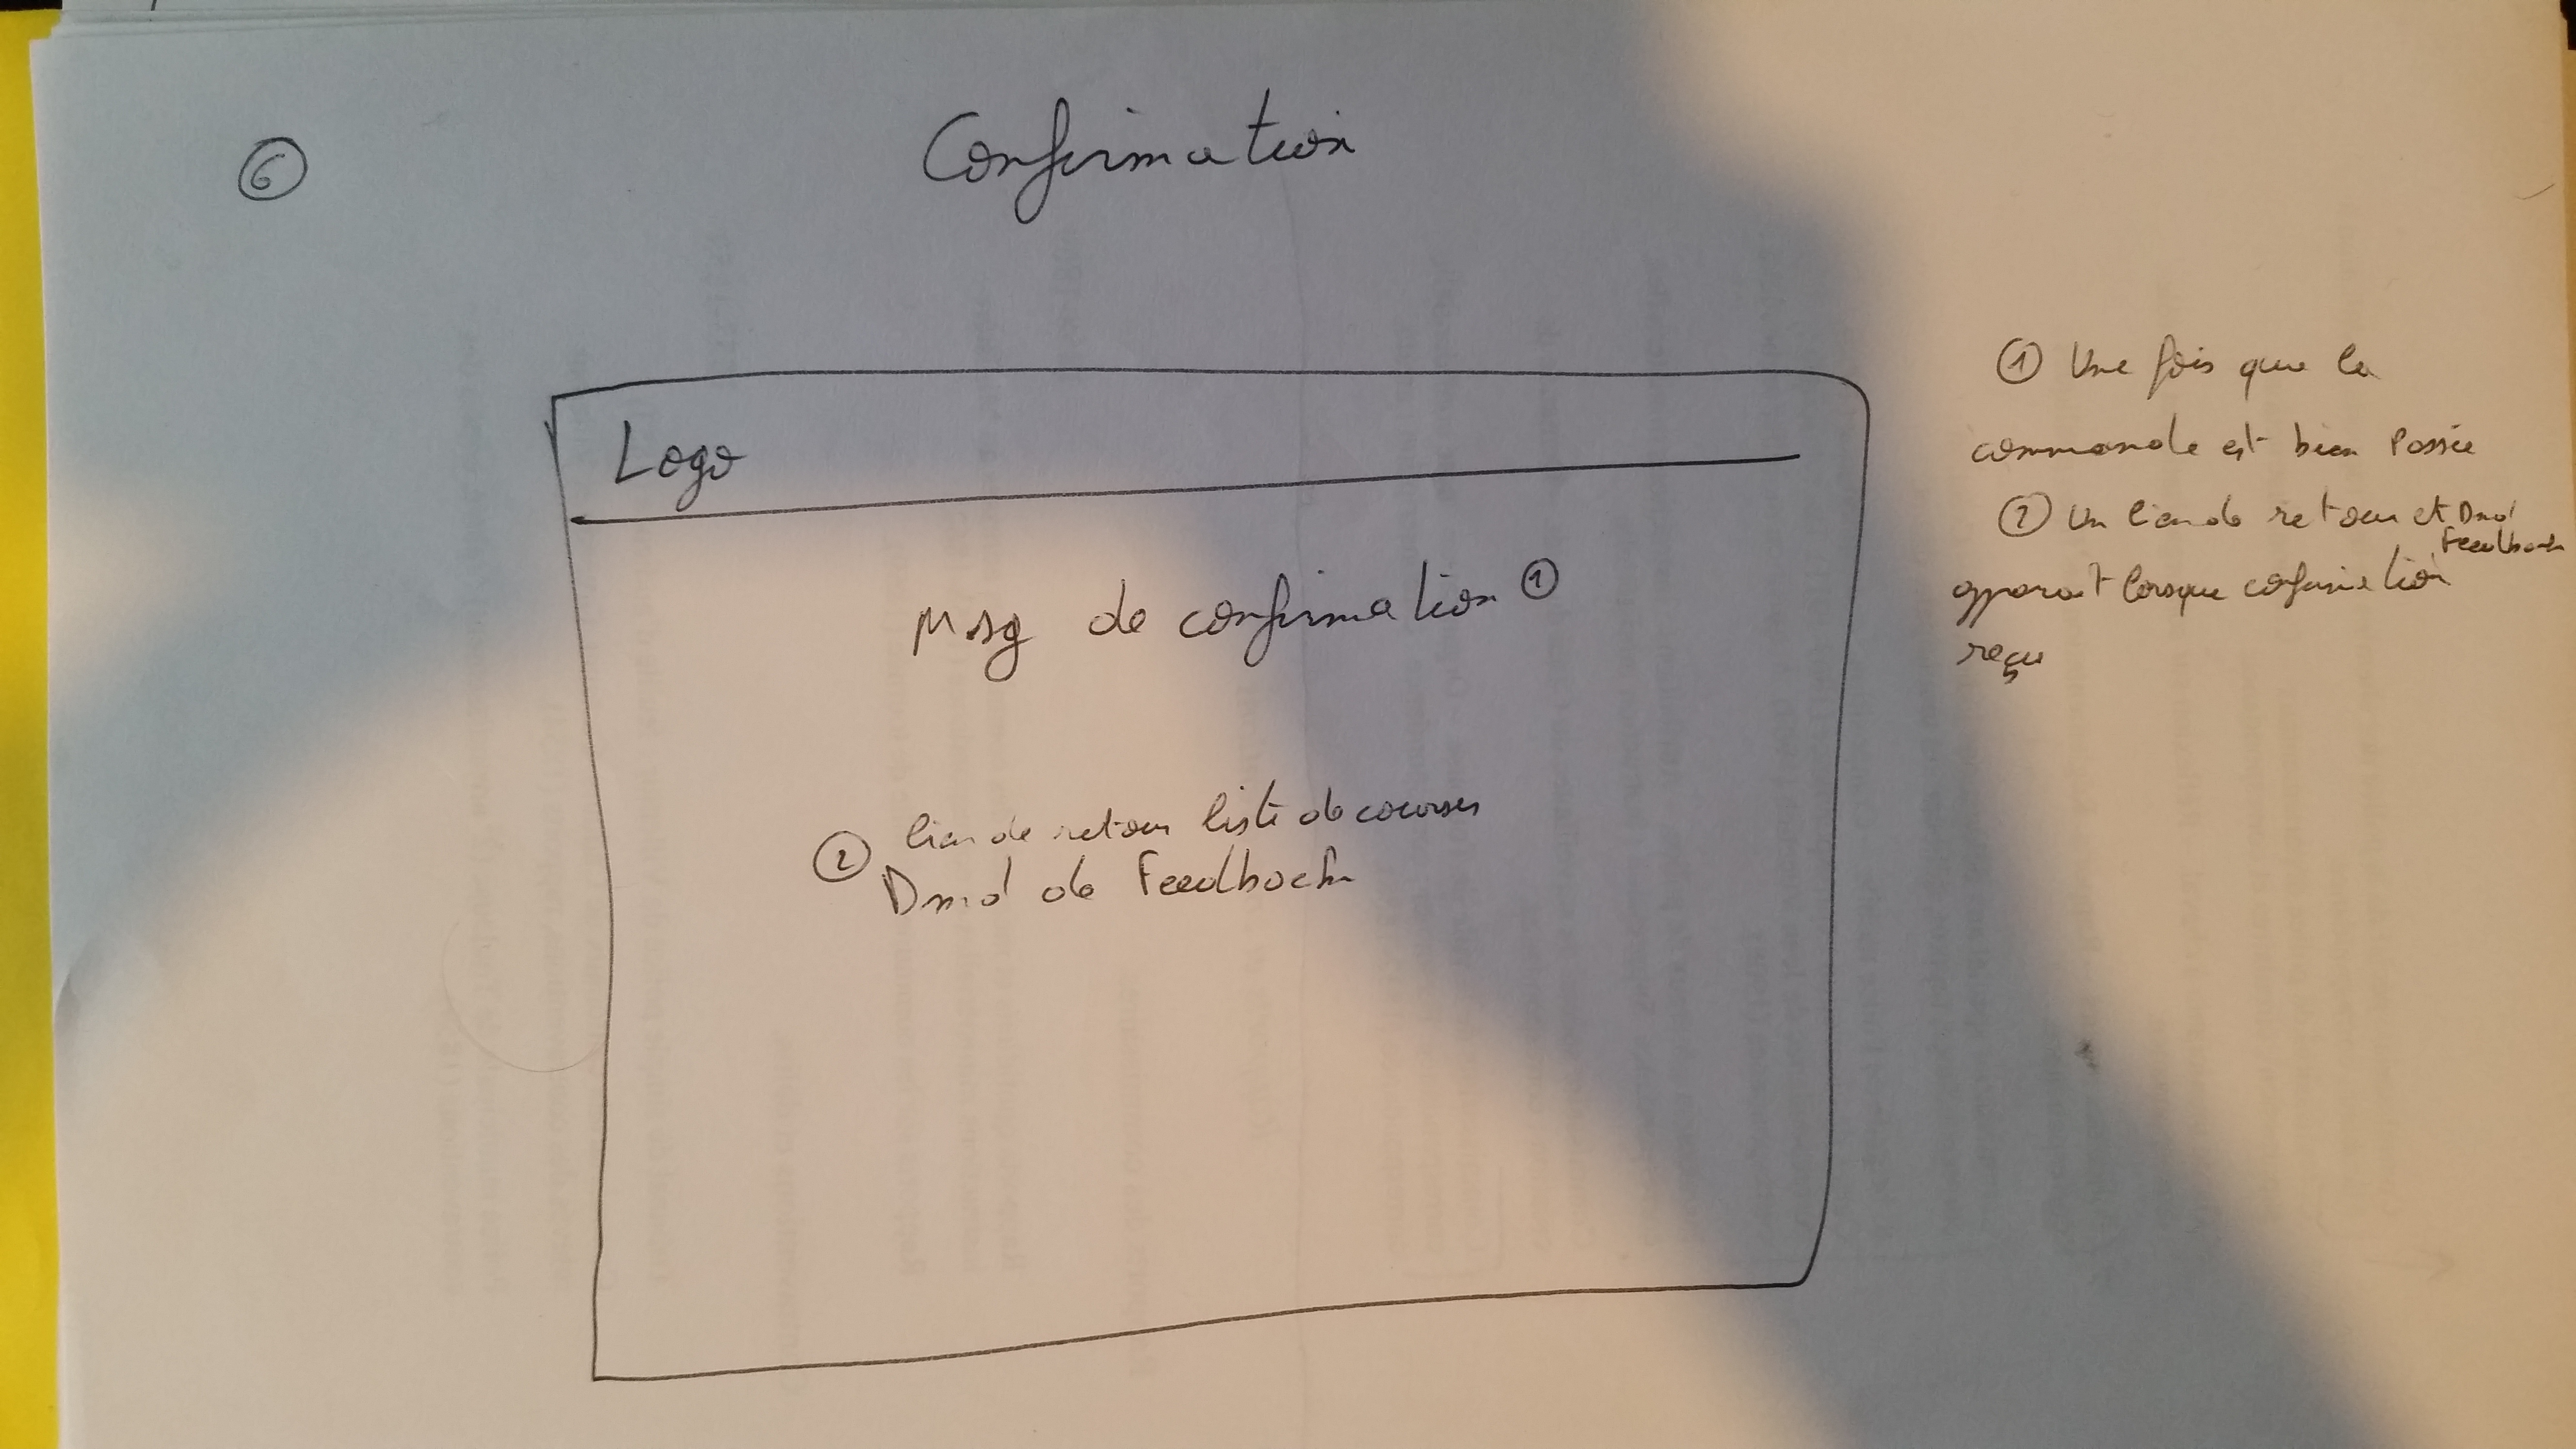 6
Confirmation
Logo
Msg de confirmation 1
2 lien de retour liste de courses
Dmd de Feedback
1 Une fois que la
commande est bien Passée
2 Un lien de retour et Dmd
Feedback
apparait lorsque confirmation
reçu